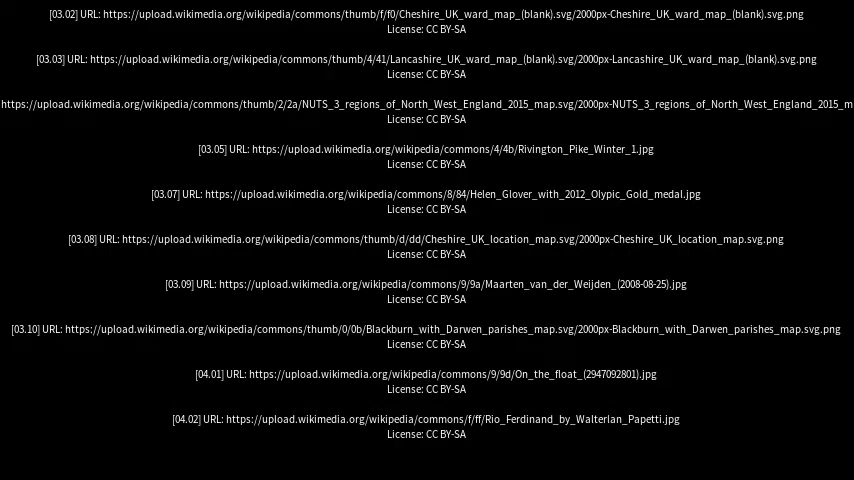 [03.02] URL: https://upload.wikimedia.org/wikipedia/commons/thumb/f/f0/Cheshire_UK_ward_map_(blank).svg/2000px-Cheshire_UK_ward_map_(blank).svg.png
License: CC BY-SA
[03.03] URL: https://upload.wikimedia.org/wikipedia/commons/thumb/4/41/Lancashire_UK_ward_map_(blank).svg/2000px-Lancashire_UK_ward_map_(blank).svg.png
License: CC BY-SA
https://upload.wikimedia.org/wikipedia/commons/thumb/2/2a/NUTS_3_regions_of_North_West_England_2015_map.svg/2000px-NUTS_3_regions_of_North_West_England_2015_m
License: CC BY-SA
[03.05] URL: https://upload.wikimedia.org/wikipedia/commons/4/4b/Rivington_Pike_Winter_1.jpg
License: CC BY-SA
[03.07] URL: https://upload.wikimedia.org/wikipedia/commons/8/84/Helen_Glover_with_2012_Olypic_Gold_medal.jpg
License: CC BY-SA
[03.08] URL: https://upload.wikimedia.org/wikipedia/commons/thumb/d/dd/Cheshire_UK_location_map.svg/2000px-Cheshire_UK_location_map.svg.png
License: CC BY-SA
[03.09] URL: https://upload.wikimedia.org/wikipedia/commons/9/9a/Maarten_van_der_Weijden_(2008-08-25).jpg
License: CC BY-SA
[03.10] URL: https://upload.wikimedia.org/wikipedia/commons/thumb/0/0b/Blackburn_with_Darwen_parishes_map.svg/2000px-Blackburn_with_Darwen_parishes_map.svg.png
License: CC BY-SA
[04.01] URL: https://upload.wikimedia.org/wikipedia/commons/9/9d/On_the_float_(2947092801).jpg
License: CC BY-SA
[04.02] URL: https://upload.wikimedia.org/wikipedia/commons/f/ff/Rio_Ferdinand_by_Walterlan_Papetti.jpg
License: CC BY-SA